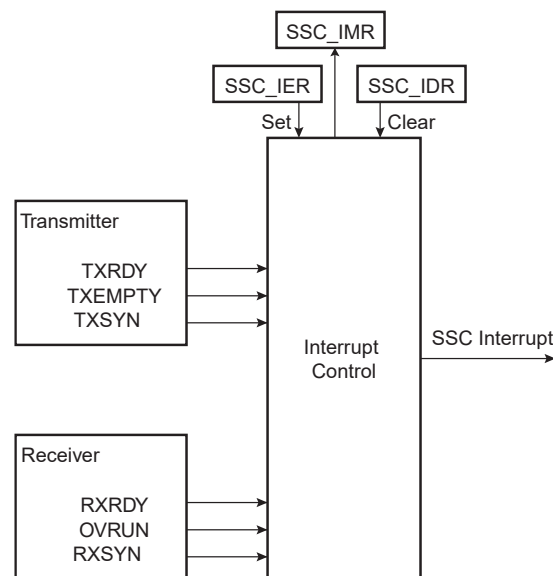 SSC_IMR
SSC_IER
SSC_IDR
Set
Clear
Transmitter
TXRDY
TXEMPTY
TXSYN
Interrupt
Control
SSC Interrupt
Receiver
RXRDY
OVRUN
RXSYN